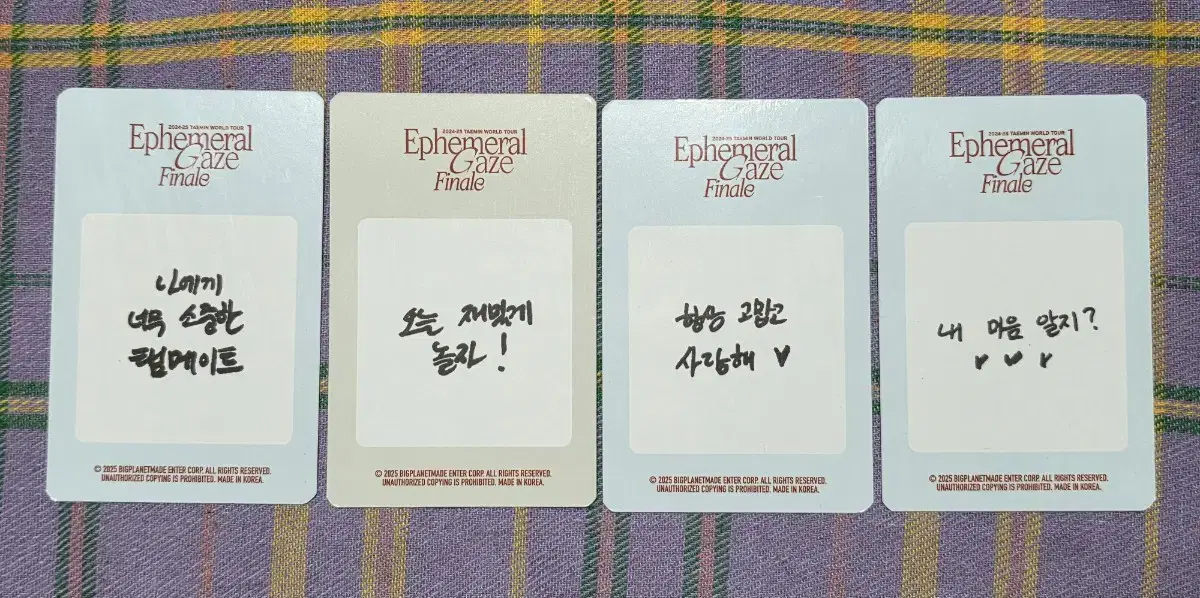 2024-25 TAEMIN WORLD TOUR
Ephemeral
Gaze
Finale
나에게
너무 소중한
탬메이트
© 2025 BIGPLANETMADE ENTER CORP. ALL RIGHTS RESERVED.
UNAUTHORIZED COPYING IS PROHIBITED. MADE IN KOREA.
2024-25 TAEMIN WORLD TOUR
Ephemeral
Gaze
Finale
오늘 재밌게
놀자!
© 2025 BIGPLANETMADE ENTER CORP. ALL RIGHTS RESERVED.
UNAUTHORIZED COPYING IS PROHIBITED. MADE IN KOREA.
2024-25 TAEMIN WORLD TOUR
Ephemeral
Gaze
Finale
항상 고맙고
사랑해 ♥
© 2025 BIGPLANETMADE ENTER CORP. ALL RIGHTS RESERVED.
UNAUTHORIZED COPYING IS PROHIBITED. MADE IN KOREA.
2024-25 TAEMIN WORLD TOUR
Ephemeral
Gaze
Finale
내 마음 알지?
♥ ♥ ♥
© 2025 BIGPLANETMADE ENTER CORP. ALL RIGHTS RESERVED.
UNAUTHORIZED COPYING IS PROHIBITED. MADE IN KOREA.